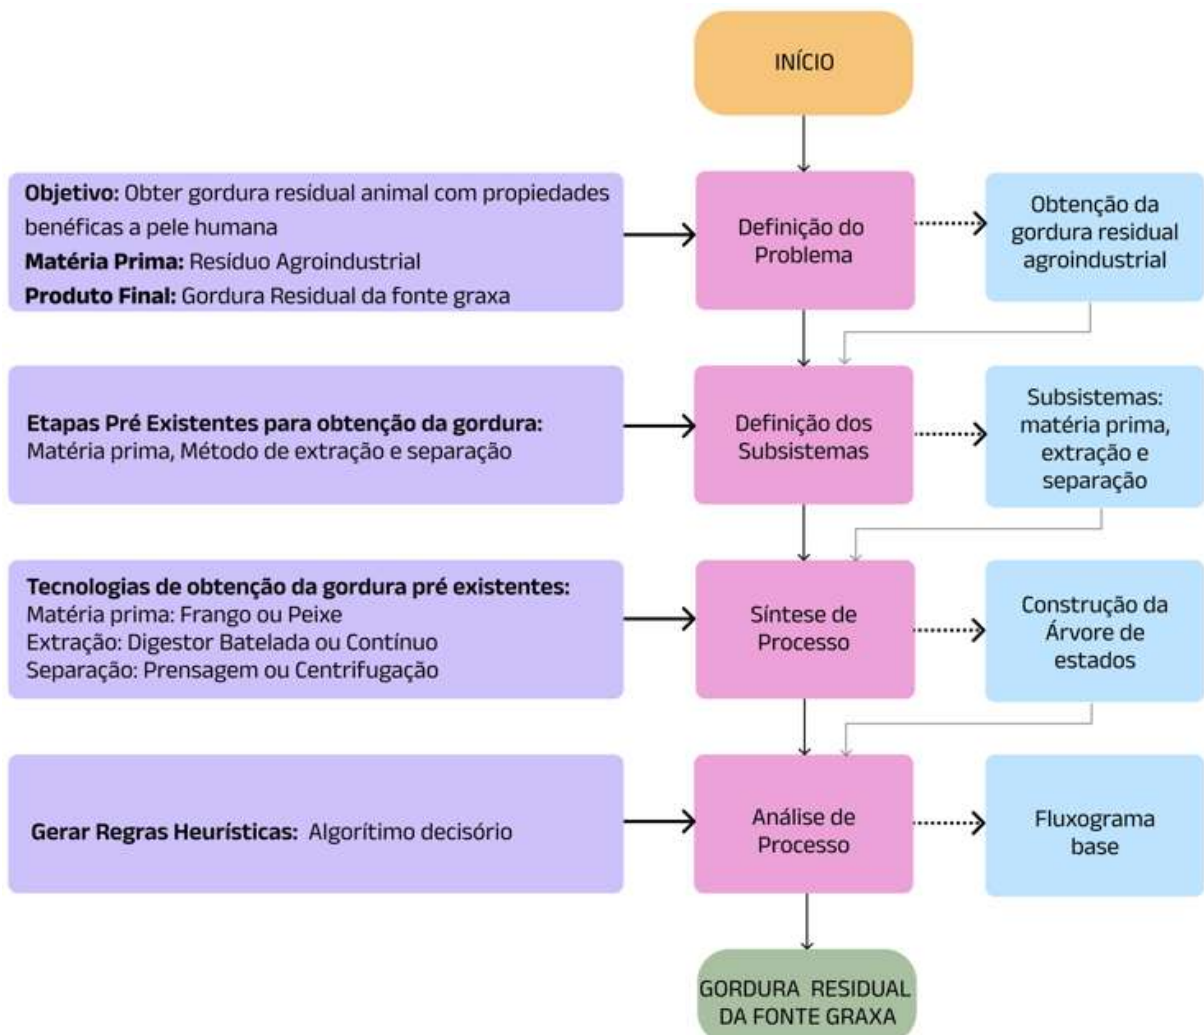 INÍCIO
Objetivo: Obter gordura resídual animal com propiedades
benéficas a pele humana
Matéria Prima: Resíduo Agroindustrial
Produto Final: Gordura Residual da fonte graxa
Definição do
Problema
Obtenção da
gordura residual
agroindustrial
Etapas Pré Existentes para obtenção da gordura:
Matéria prima, Método de extração e separação
Definição dos
Subsistemas
Subsistemas:
matéria prima,
extração e
separação
Tecnologias de obtenção da gordura pré existentes:
Matéria prima: Frango ou Peixe
Extração: Digestor Batelada ou Contínuo
Separação: Prensagem ou Centrifugação
Síntese de
Processo
Construção da
Árvore de
estados
Gerar Regras Heurísticas: Algorítimo decisório
Análise de
Processo
Fluxograma
base
GORDURA RESIDUAL
DA FONTE GRAXA